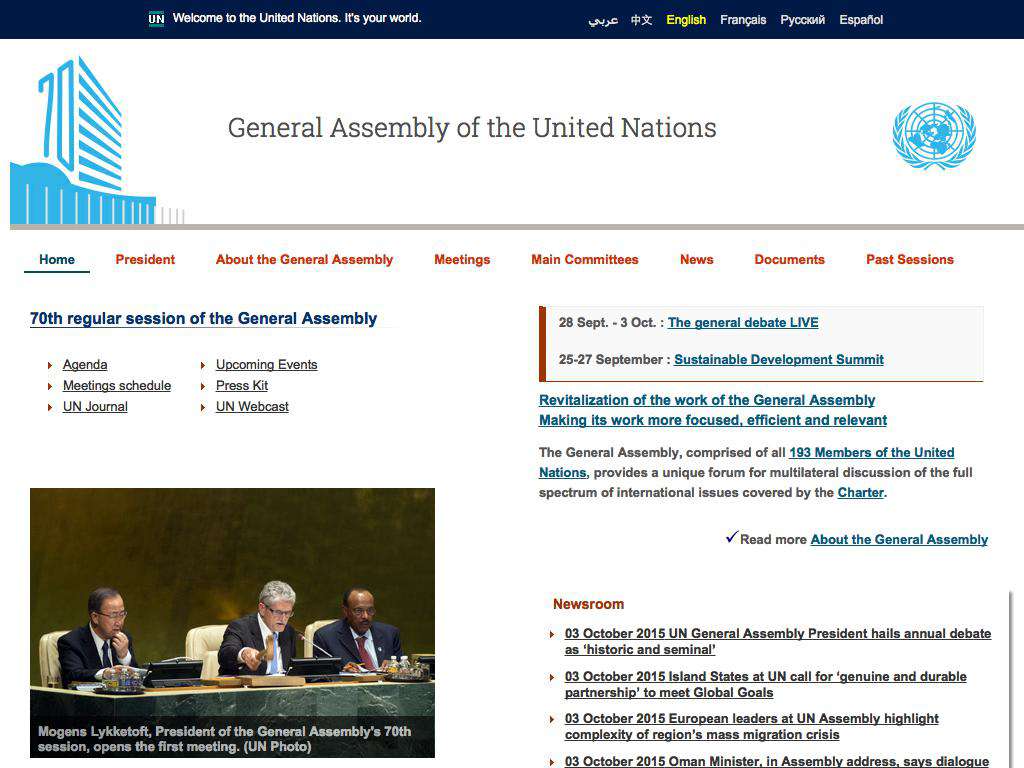 UN Welcome to the United Nations. It's your world.
عربي 中文 English Français Русский Español
70
General Assembly of the United Nations
Home President About the General Assembly Meetings Main Committees News Documents Past Sessions
70th regular session of the General Assembly
Agenda
Meetings schedule
UN Journal
Upcoming Events
Press Kit
UN Webcast
Mogens Lykketoft, President of the General Assembly's 70th
session, opens the first meeting. (UN Photo)
28 Sept. - 3 Oct. : The general debate LIVE
25-27 September : Sustainable Development Summit
Revitalization of the work of the General Assembly
Making its work more focused, efficient and relevant
The General Assembly, comprised of all 193 Members of the United
Nations, provides a unique forum for multilateral discussion of the full
spectrum of international issues covered by the Charter.
Read more About the General Assembly
Newsroom
03 October 2015 UN General Assembly President hails annual debate
as ‘historic and seminal’
03 October 2015 Island States at UN call for ‘genuine and durable
partnership’ to meet Global Goals
03 October 2015 European leaders at UN Assembly highlight
complexity of region’s mass migration crisis
03 October 2015 Oman Minister, in Assembly address, says dialogue